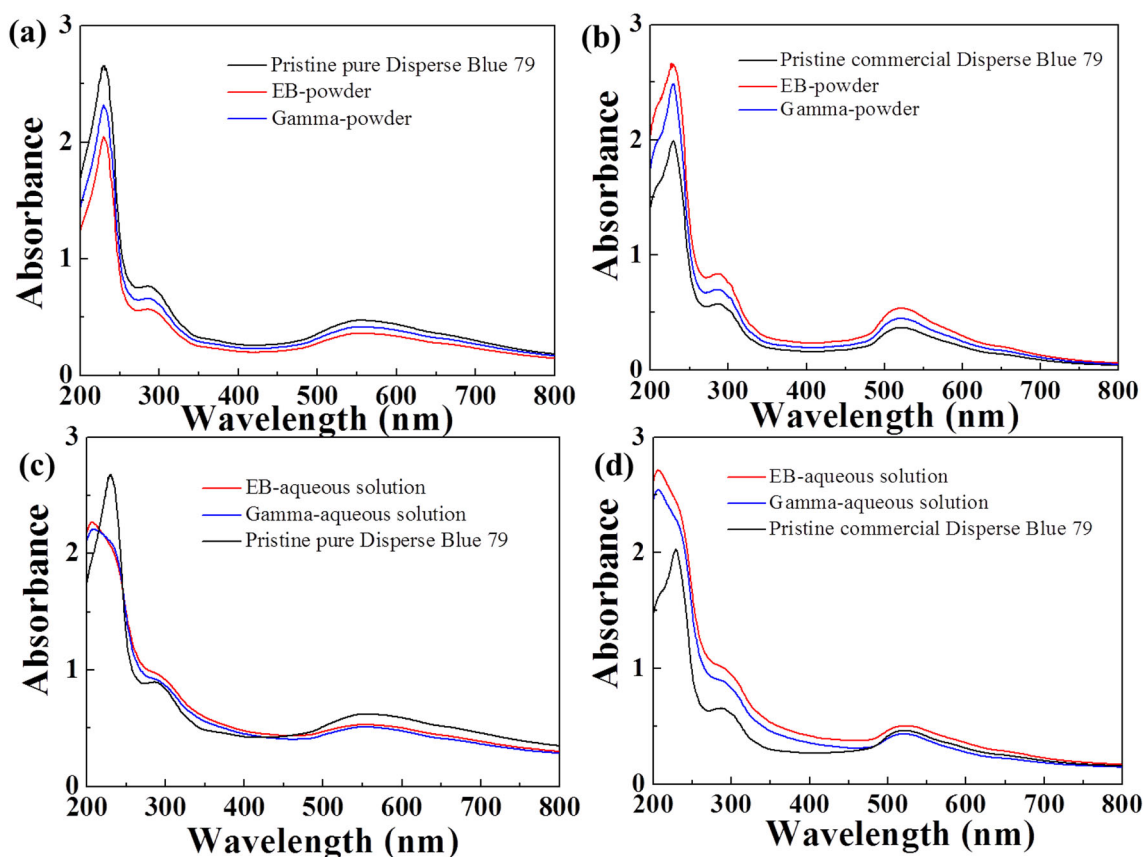 (a)
3
2
1
0
Absorbance
Pristine pure Disperse Blue 79
EB-powder
Gamma-powder
200 300 400 500 600 700 800
Wavelength (nm)
(b)
3
2
1
0
Absorbance
Pristine commercial Disperse Blue 79
EB-powder
Gamma-powder
200 300 400 500 600 700 800
Wavelength (nm)
(c)
3
2
1
0
Absorbance
EB-aqueous solution
Gamma-aqueous solution
Pristine pure Disperse Blue 79
200 300 400 500 600 700 800
Wavelength (nm)
(d)
3
2
1
0
Absorbance
EB-aqueous solution
Gamma-aqueous solution
Pristine commercial Disperse Blue 79
200 300 400 500 600 700 800
Wavelength (nm)